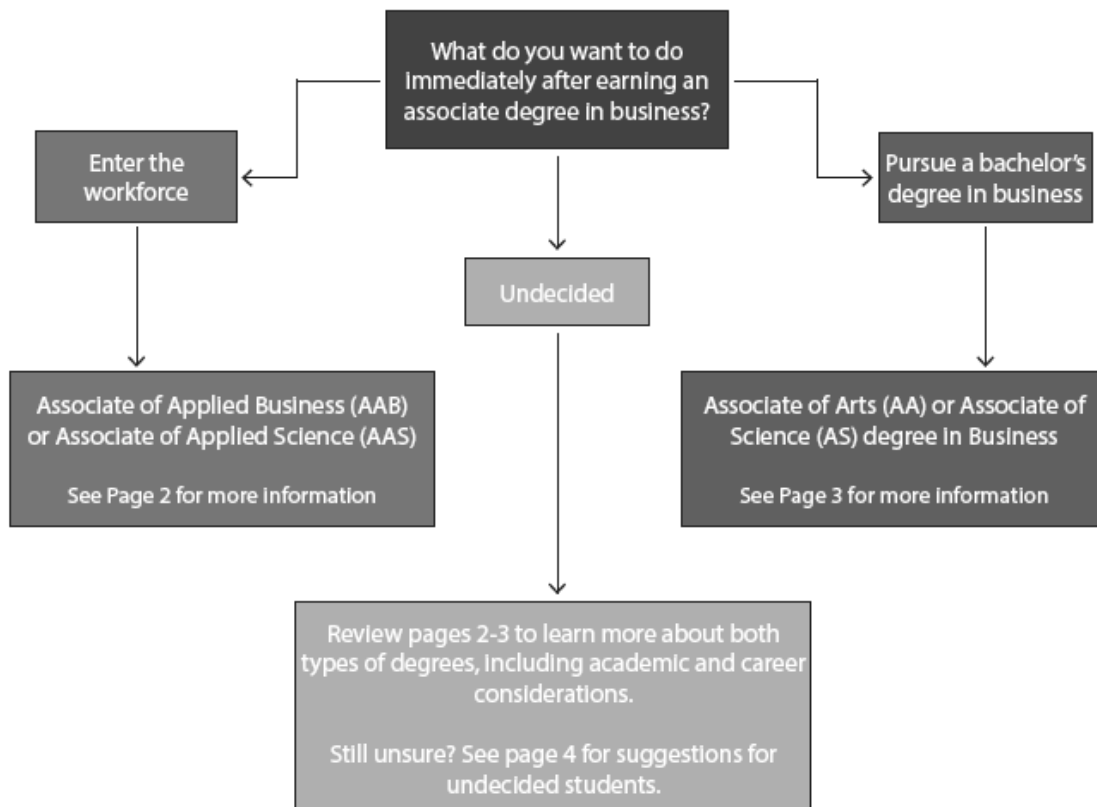 What do you want to do
immediately after earning an
associate degree in business?
Enter the
workforce
Pursue a bachelor's
degree in business
Undecided
Associate of Applied Business (AAB)
or Associate of Applied Science (AAS)
See Page 2 for more information
Associate of Arts (AA) or Associate of
Science (AS) degree in Business
See Page 3 for more information
Review pages 2-3 to learn more about both
types of degrees, including academic and career
considerations.
Still unsure? See page 4 for suggestions for
undecided students.